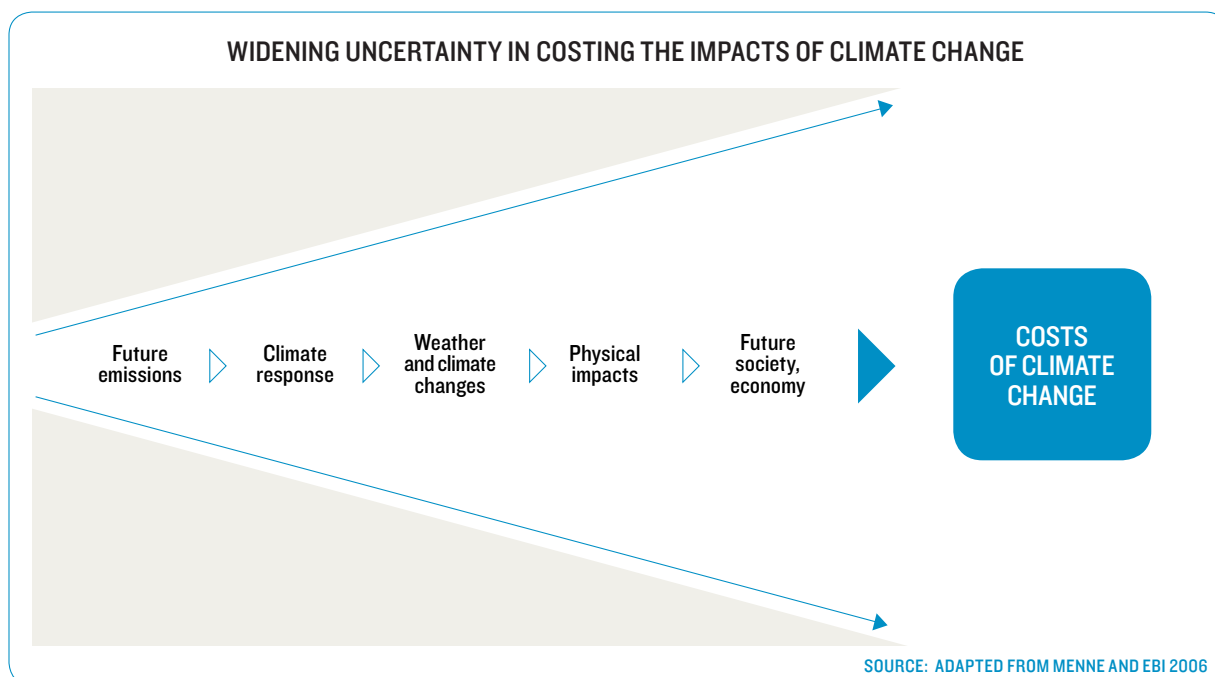 WIDENING UNCERTAINTY IN COSTING THE IMPACTS OF CLIMATE CHANGE
Future
emissions
Climate
response
Weather
and climate
changes
Physical
impacts
Future
society,
economy
COSTS
OF CLIMATE
CHANGE
SOURCE: ADAPTED FROM MENNE AND EBI 2006